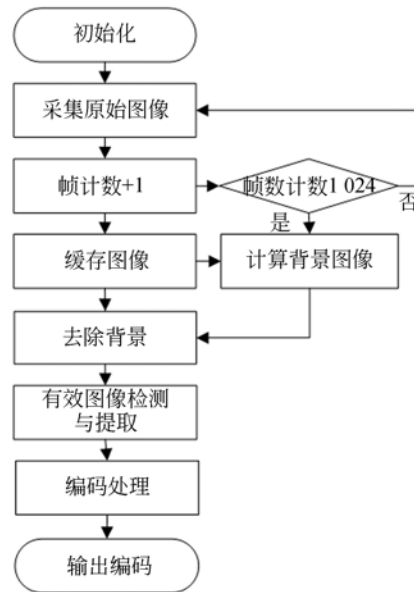 初始化
采集原始图像
帧计数+1
帧数计数1 024
否
是
缓存图像
计算背景图像
去除背景
有效图像检测
与提取
编码处理
输出编码